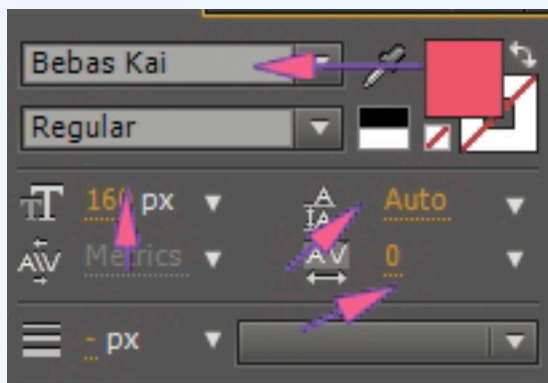 Bebas Kai
Regular
160 px
Auto
Metrics
0
- px